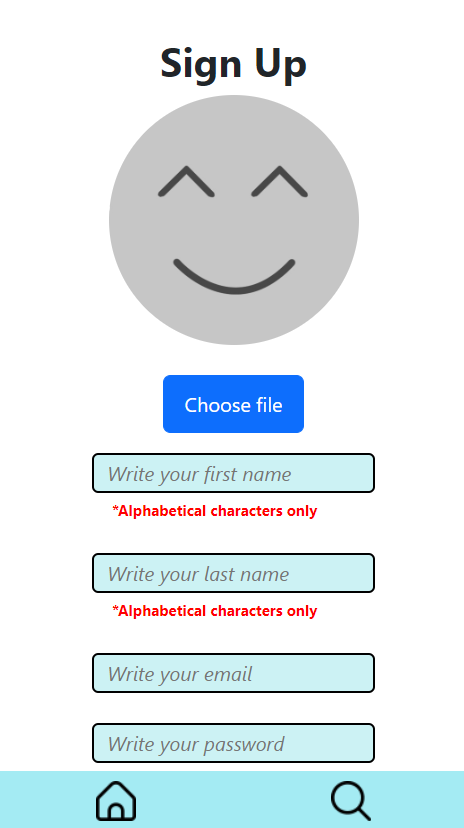 Sign Up
Choose file
Write your first name
*Alphabetical characters only
Write your last name
*Alphabetical characters only
Write your email
Write your password